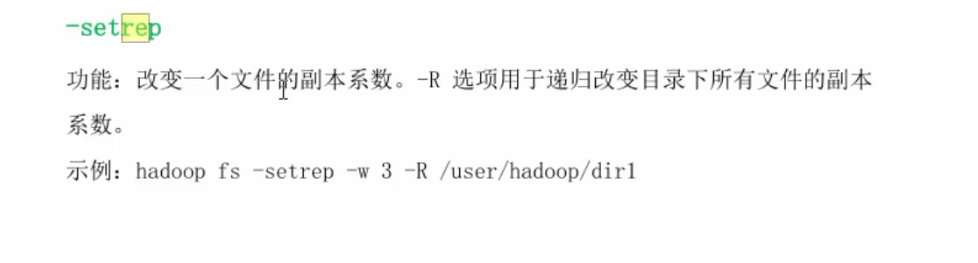 -setrep
功能：改变一个文件的副本系数。-R 选项用于递归改变目录下所有文件的副本
系数。
示例：hadoop fs -setrep -w 3 -R /user/hadoop/dir1